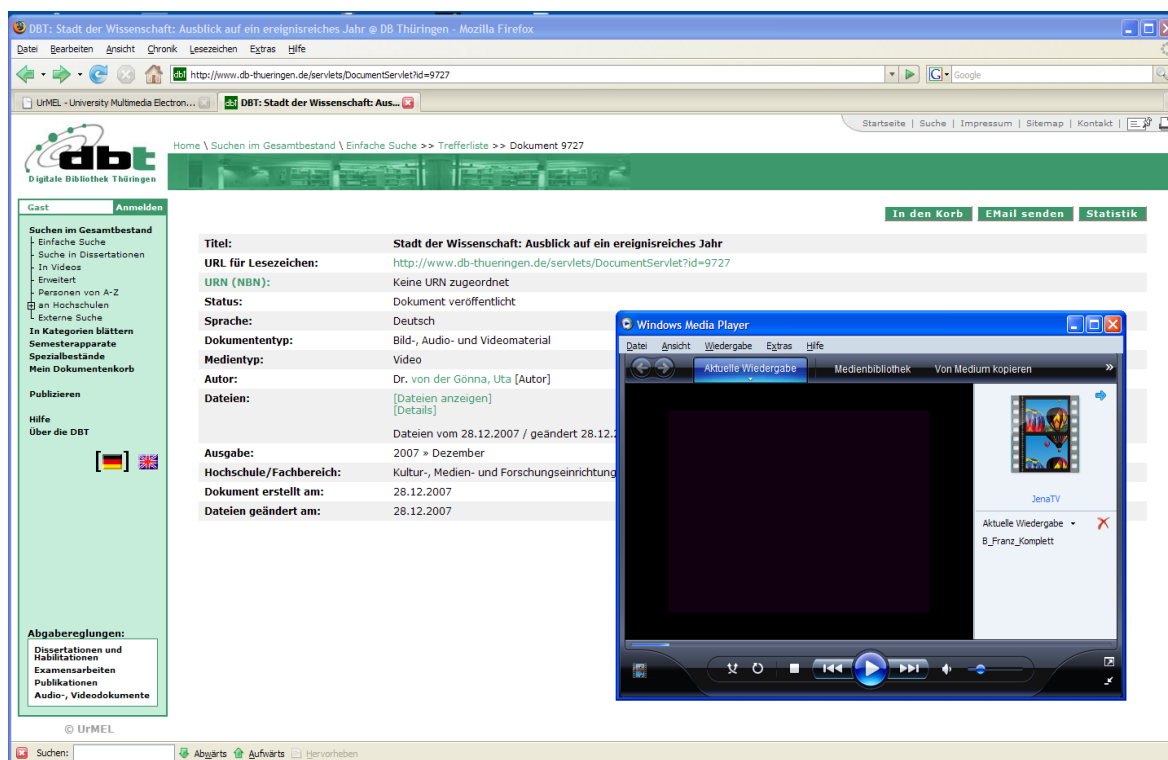 DBT: Stadt der Wissenschaft: Ausblick auf ein ereignisreiches Jahr @ DB Thüringen - Mozilla Firefox
Datei Bearbeiten Ansicht Chronik Lesezeichen Extras Hilfe
dbt http://www.db-thueringen.de/servlets/DocumentServlet?id=9727 G Google
UrMEL - University Multimedia Electron... dbt DBT: Stadt der Wissenschaft: Aus...
Startseite | Suche | Impressum | Sitemap | Kontakt |
dbt
Digitale Bibliothek Thüringen
Home \ Suchen im Gesamtbestand \ Einfache Suche >> Trefferliste >> Dokument 9727
Gast Anmelden
Suchen im Gesamtbestand
Einfache Suche
Suche in Dissertationen
In Videos
Erweitert
Personen von A-Z
an Hochschulen
Externe Suche
In Kategorien blättern
Semesterapparate
Spezialbestände
Mein Dokumentenkorb
Publizieren
Hilfe
Über die DBT
[ ]
Abgabereglungen:
Dissertationen und
Habilitationen
Examensarbeiten
Publikationen
Audio-, Videodokumente
© UrMEL
In den Korb EMail senden Statistik
Titel: Stadt der Wissenschaft: Ausblick auf ein ereignisreiches Jahr
URL für Lesezeichen: http://www.db-thueringen.de/servlets/DocumentServlet?id=9727
URN (NBN): Keine URN zugeordnet
Status: Dokument veröffentlicht
Sprache: Deutsch
Dokumententyp: Bild-, Audio- und Videomaterial
Medientyp: Video
Autor: Dr. von der Gönna, Uta [Autor]
Dateien: [Dateien anzeigen]
[Details]
Dateien vom 28.12.2007 / geändert 28.12.
Ausgabe: 2007 » Dezember
Hochschule/Fachbereich: Kultur-, Medien- und Forschungseinrichtung
Dokument erstellt am: 28.12.2007
Dateien geändert am: 28.12.2007
Windows Media Player
Datei Ansicht Wiedergabe Extras Hilfe
Aktuelle Wiedergabe Medienbibliothek Von Medium kopieren »
JenaTV
Aktuelle Wiedergabe
B_Franz_Komplett
Suchen: Abwärts Aufwärts Hervorheben